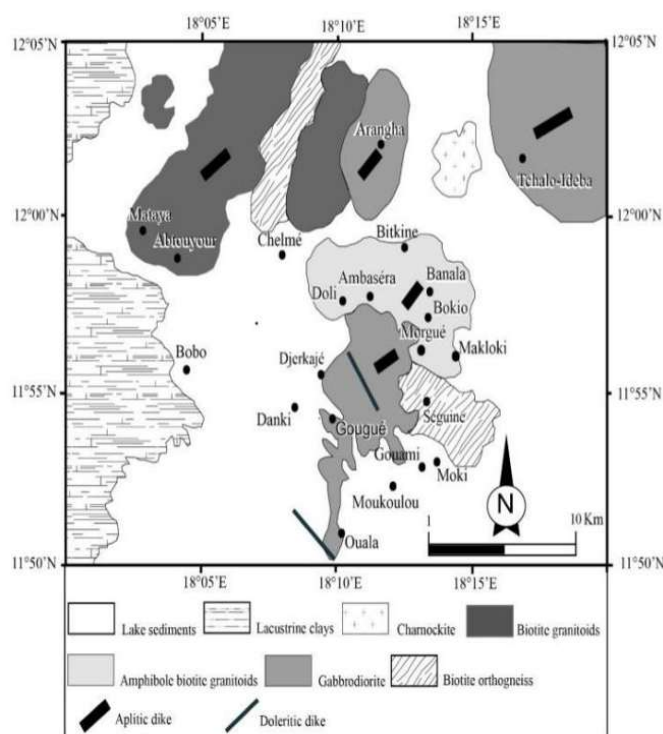 18°05'E 18°10'E 18°15'E
12°05'N 12°05'N
Arangha
Tchalo-Ideba
12°00'N 12°00'N
Mataya
Abtouyour
Chelmé
Bitkine
Ambaséra
Banala
Doli
Bokio
Morgué
Makloki
Bobo
Djerkajé
11°55'N 11°55'N
Danki
Seguine
Gougué
Gouami
Moki
Moukoulou
N
1 10 Km
Ouala
11°50'N 11°50'N
18°05'E 18°10'E 18°15'E
Lake sediments Lacustrine clays Charnockite Biotite granitoids
Amphibole biotite granitoids Gabbrodiorite Biotite orthogneiss
Aplitic dike Doleritic dike